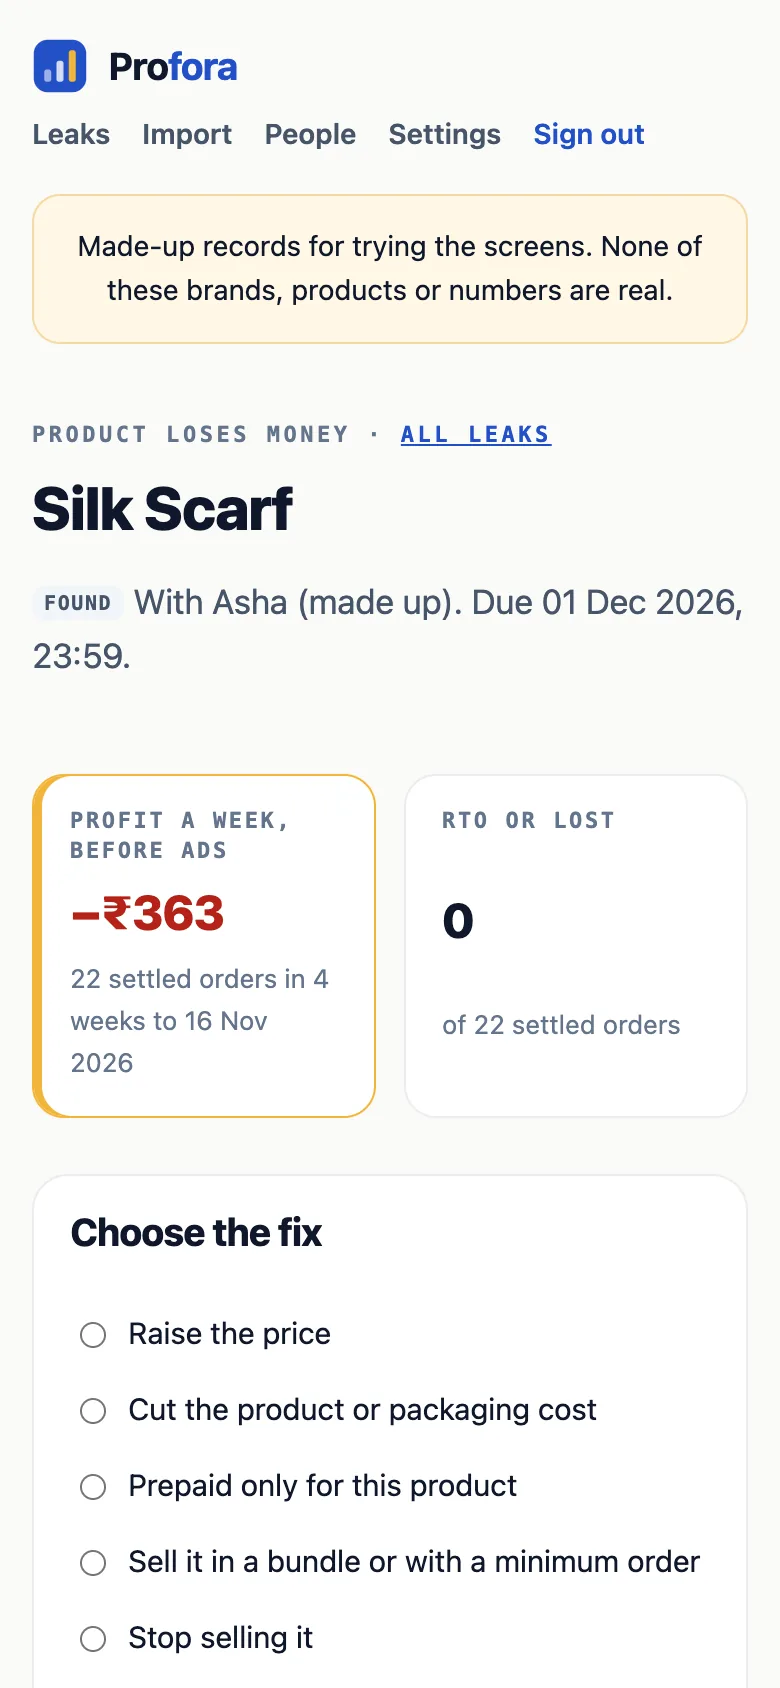 Profora
Leaks Import People Settings Sign out
Made-up records for trying the screens. None of
these brands, products or numbers are real.
PRODUCT LOSES MONEY · ALL LEAKS
Silk Scarf
FOUND With Asha (made up). Due 01 Dec 2026,
23:59.
PROFIT A WEEK,
BEFORE ADS
−₹363
22 settled orders in 4
weeks to 16 Nov
2026
RTO OR LOST
0
of 22 settled orders
Choose the fix
Raise the price
Cut the product or packaging cost
Prepaid only for this product
Sell it in a bundle or with a minimum order
Stop selling it